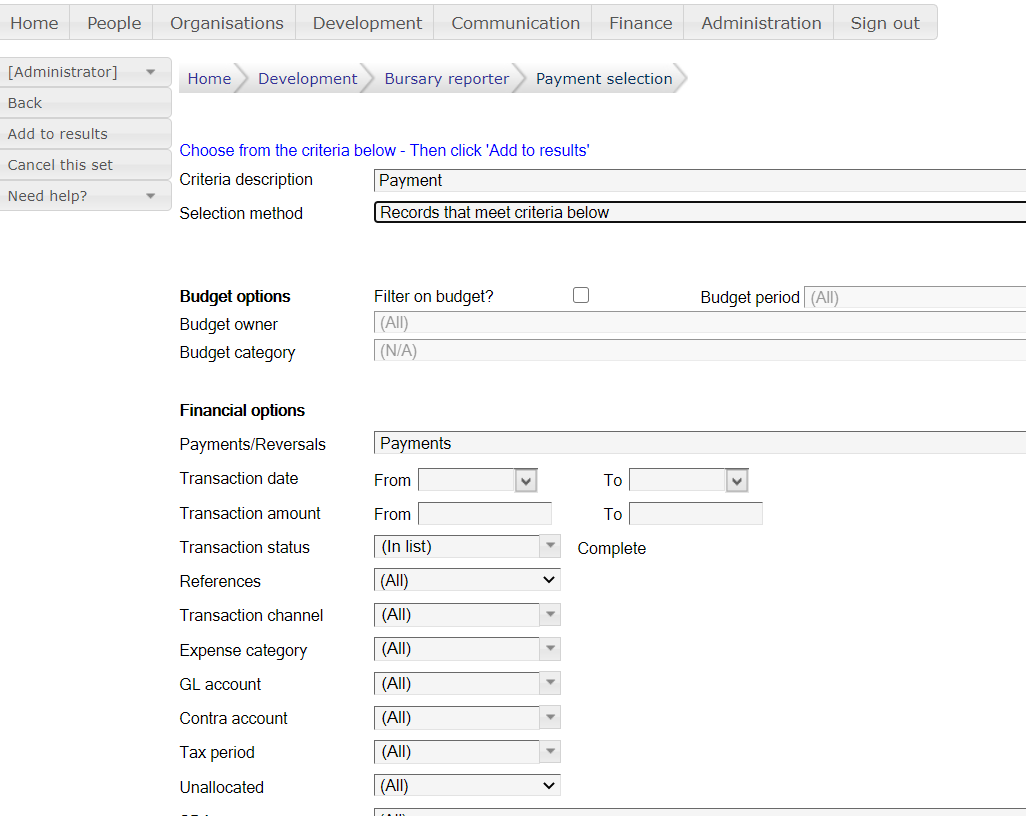 Home People Organisations Development Communication Finance Administration Sign out
[Administrator]
Back
Add to results
Cancel this set
Need help?
Home Development Bursary reporter Payment selection
Choose from the criteria below - Then click 'Add to results'
Criteria description Payment
Selection method Records that meet criteria below
Budget options Filter on budget? Budget period (All)
Budget owner (All)
Budget category (N/A)
Financial options
Payments/Reversals Payments
Transaction date From To
Transaction amount From To
Transaction status (In list) Complete
References (All)
Transaction channel (All)
Expense category (All)
GL account (All)
Contra account (All)
Tax period (All)
Unallocated (All)